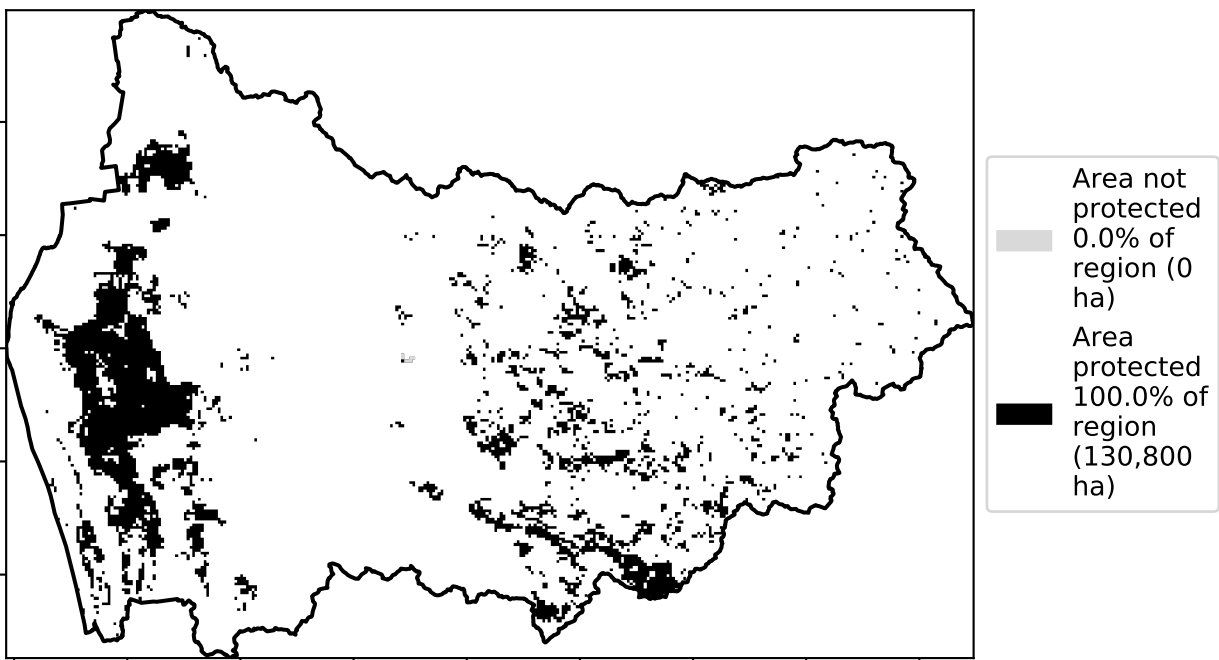 Area not
protected
0.0% of
region (0
ha)
Area
protected
100.0% of
region
(130,800
ha)